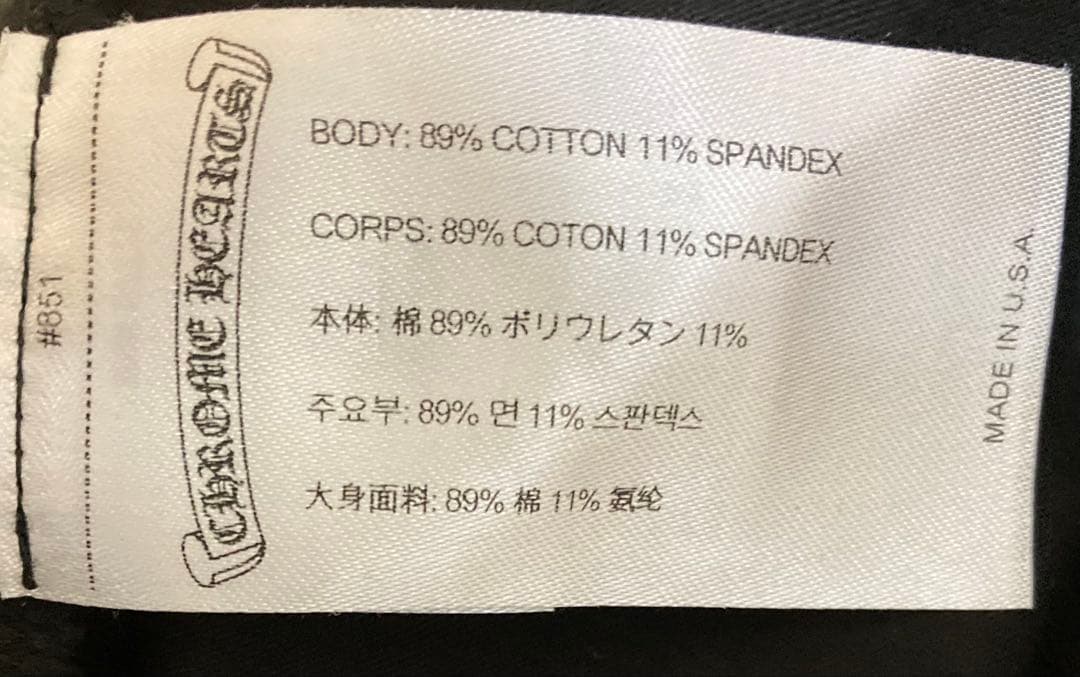 #851
CHROME HEARTS
BODY: 89% COTTON 11% SPANDEX
CORPS: 89% COTON 11% SPANDEX
本体: 棉 89% ポリウレタン 11%
주요부: 89% 면 11% 스판덱스
大身面料: 89% 棉 11% 氨纶
MADE IN U.S.A.